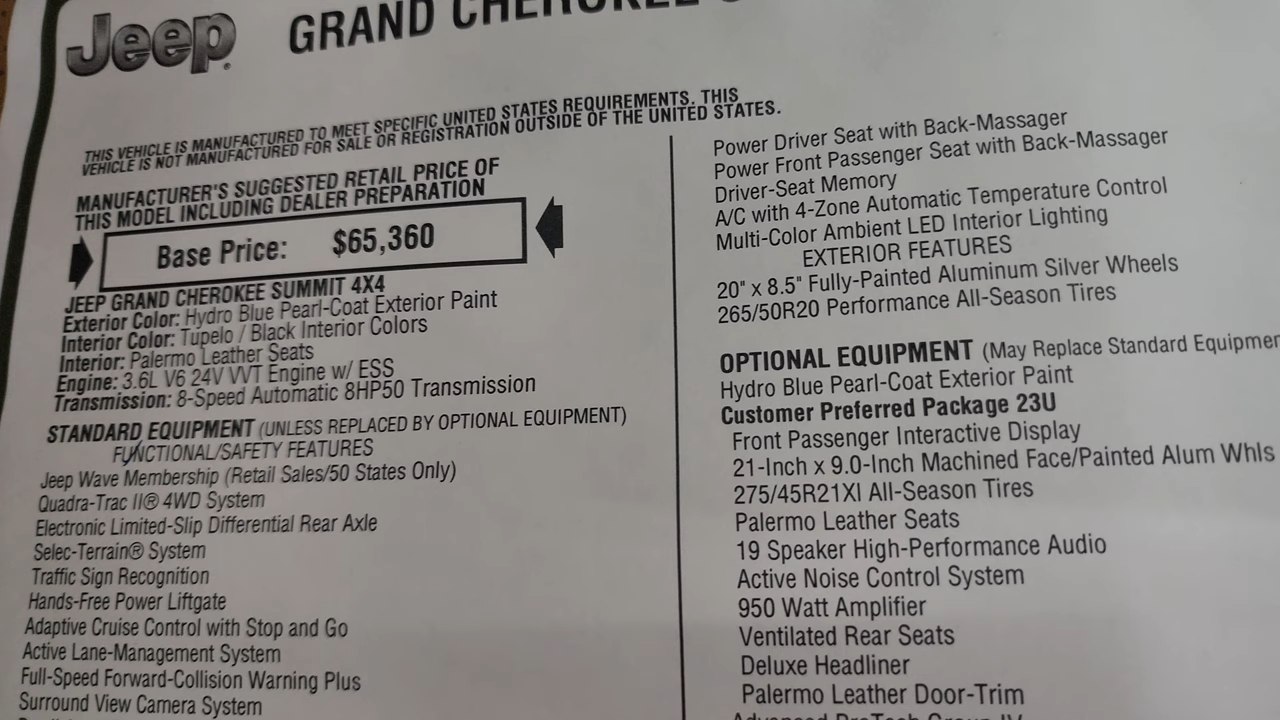 Jeep
GRAND CHEROKEE
THIS VEHICLE IS MANUFACTURED TO MEET SPECIFIC UNITED STATES REQUIREMENTS. THIS
VEHICLE IS NOT MANUFACTURED FOR SALE OR REGISTRATION OUTSIDE OF THE UNITED STATES.
MANUFACTURER'S SUGGESTED RETAIL PRICE OF
THIS MODEL INCLUDING DEALER PREPARATION
Base Price: $65,360
JEEP GRAND CHEROKEE SUMMIT 4X4
Exterior Color: Hydro Blue Pearl-Coat Exterior Paint
Interior Color: Tupelo / Black Interior Colors
Interior: Palermo Leather Seats
Engine: 3.6L V6 24V VVT Engine w/ ESS
Transmission: 8-Speed Automatic 8HP50 Transmission
STANDARD EQUIPMENT (UNLESS REPLACED BY OPTIONAL EQUIPMENT)
FUNCTIONAL/SAFETY FEATURES
Jeep Wave Membership (Retail Sales/50 States Only)
Quadra-Trac II® 4WD System
Electronic Limited-Slip Differential Rear Axle
Selec-Terrain® System
Traffic Sign Recognition
Hands-Free Power Liftgate
Adaptive Cruise Control with Stop and Go
Active Lane-Management System
Full-Speed Forward-Collision Warning Plus
Surround View Camera System
Power Driver Seat with Back-Massager
Power Front Passenger Seat with Back-Massager
Driver-Seat Memory
A/C with 4-Zone Automatic Temperature Control
Multi-Color Ambient LED Interior Lighting
EXTERIOR FEATURES
20" x 8.5" Fully-Painted Aluminum Silver Wheels
265/50R20 Performance All-Season Tires
OPTIONAL EQUIPMENT (May Replace Standard Equipmen
Hydro Blue Pearl-Coat Exterior Paint
Customer Preferred Package 23U
Front Passenger Interactive Display
21-Inch x 9.0-Inch Machined Face/Painted Alum Whls
275/45R21Xl All-Season Tires
Palermo Leather Seats
19 Speaker High-Performance Audio
Active Noise Control System
950 Watt Amplifier
Ventilated Rear Seats
Deluxe Headliner
Palermo Leather Door-Trim
Advanced ProTech Group IV